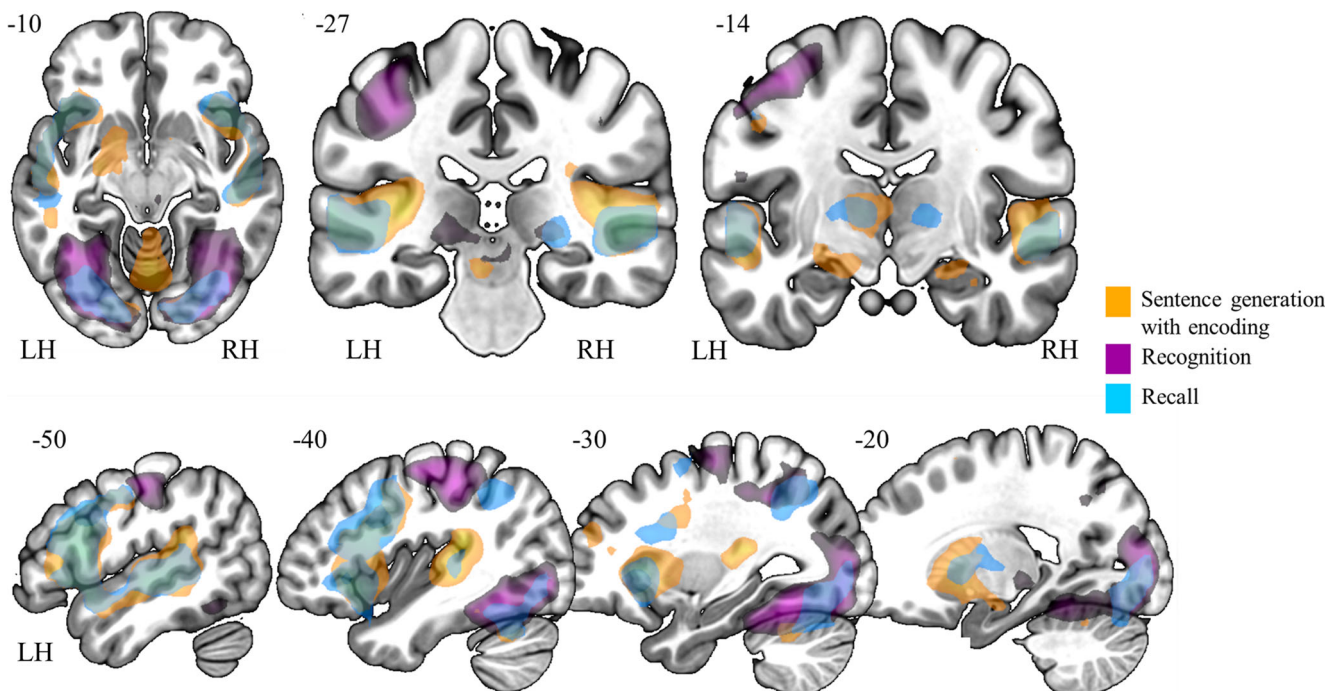 -10
-27
-14
LH
RH
LH
RH
LH
RH
Sentence generation
with encoding
Recognition
Recall
-50
-40
-30
-20
LH